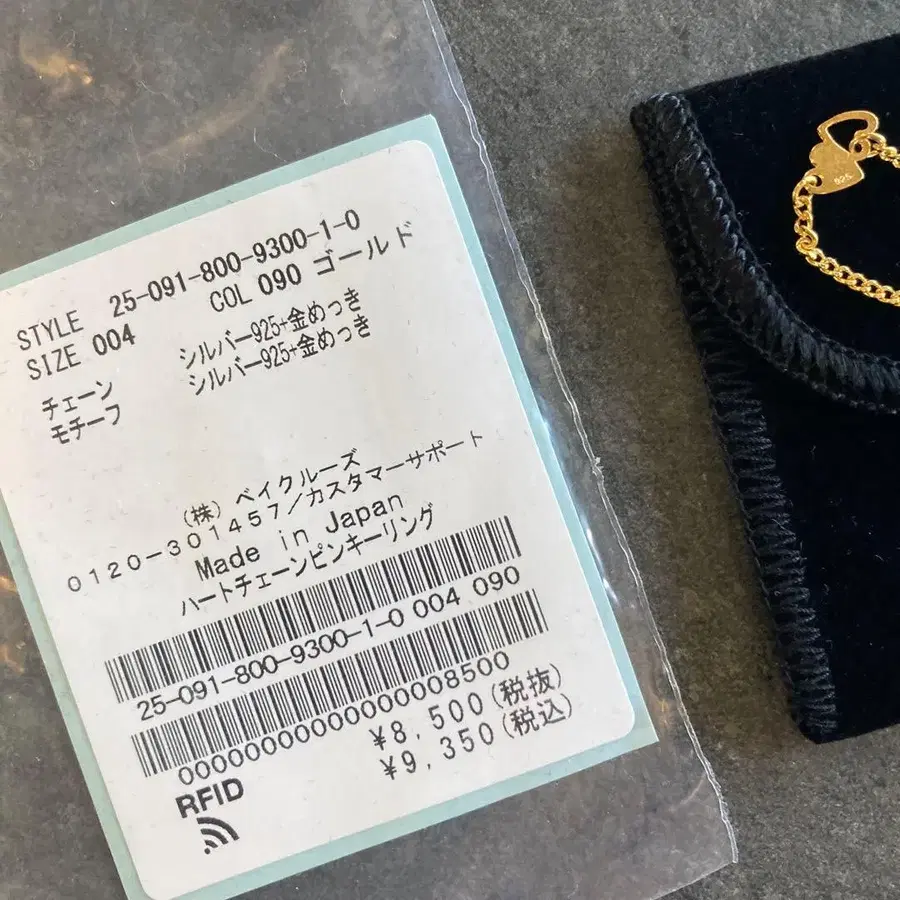 STYLE 25-091-800-9300-1-0
SIZE 004 COL 090 ゴールド
チェーン シルバー925+金めっき
モチーフ シルバー925+金めっき
(株) ベイクルーズ
0120-301457/カスタマーサポート
Made in Japan
ハートチェーンピンキーリング
25-091-800-9300-1-0 004 090
00000000000000008500
¥8,500(税抜)
¥9,350(税込)
RFID
925